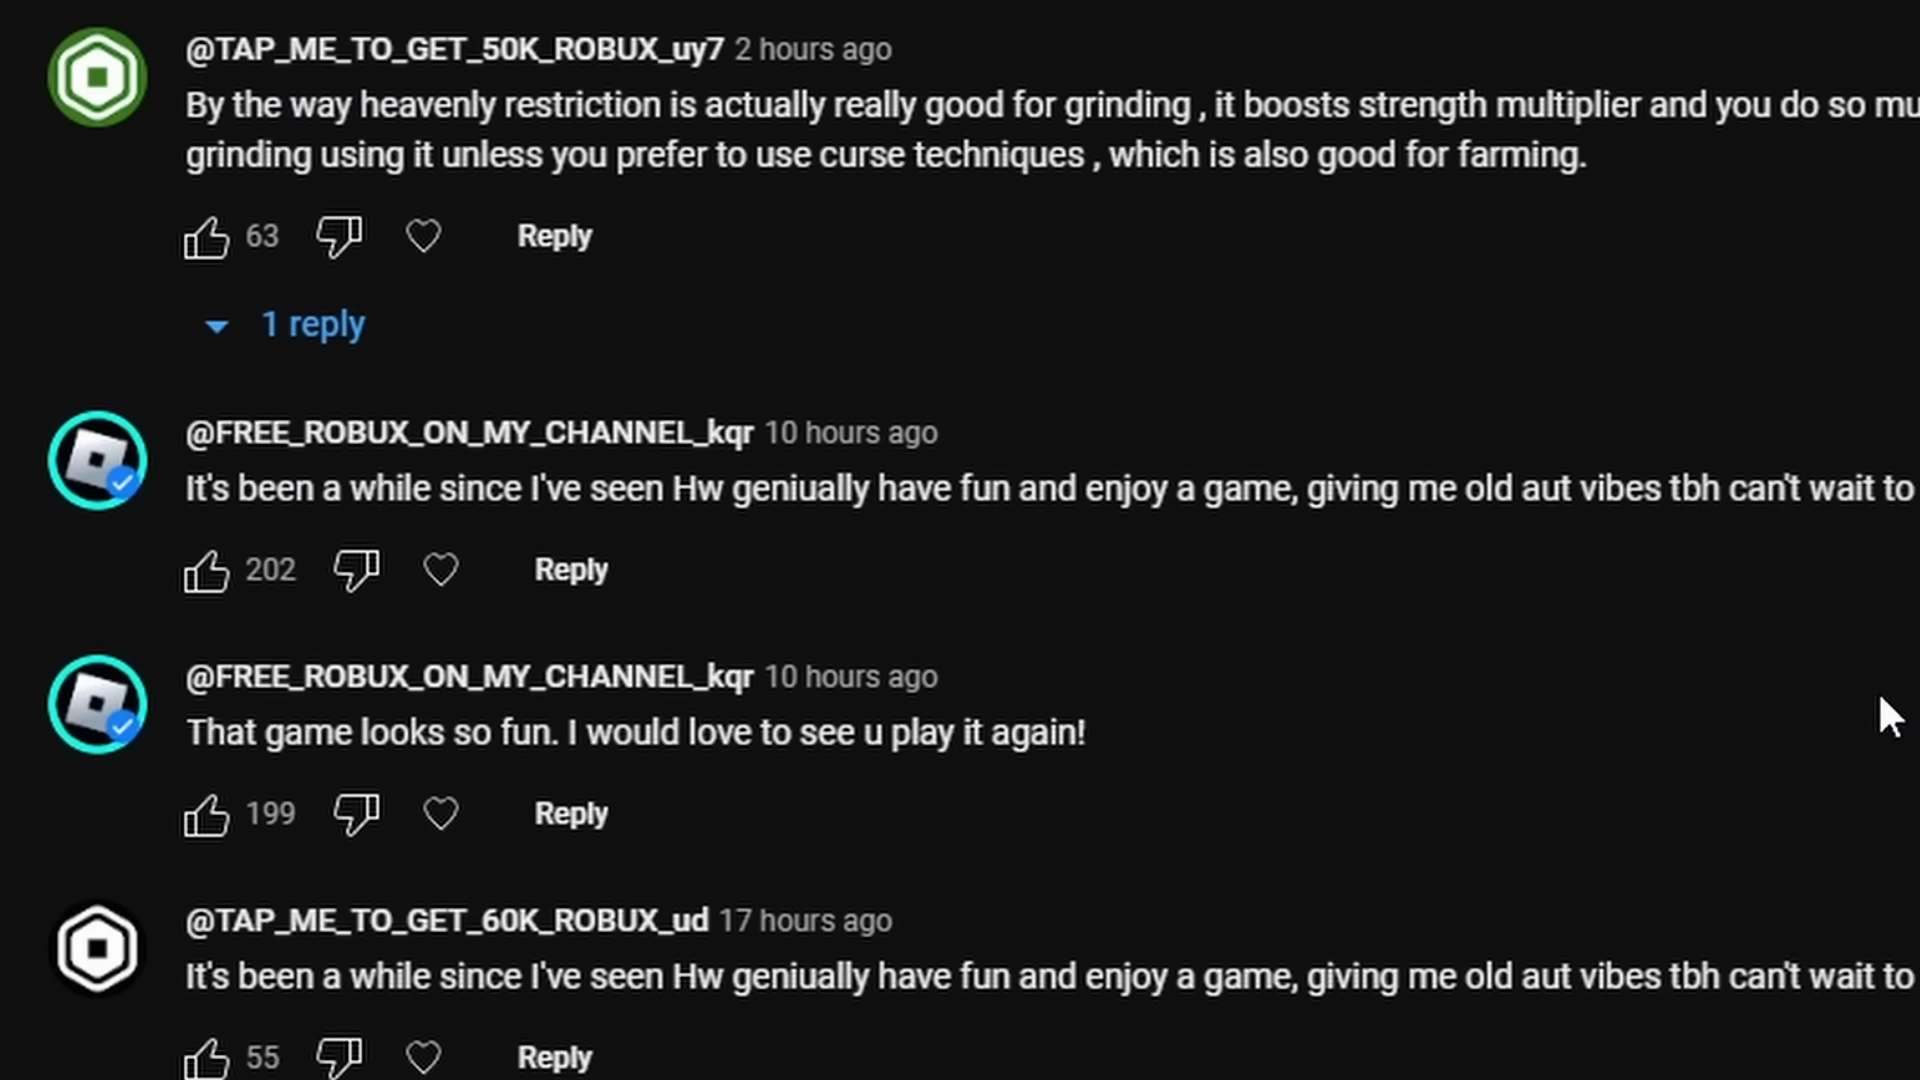 @TAP_ME_TO_GET_50K_ROBUX_uy7 2 hours ago
By the way heavenly restriction is actually really good for grinding , it boosts strength multiplier and you do so mu
grinding using it unless you prefer to use curse techniques , which is also good for farming.
63 Reply
1 reply
@FREE_ROBUX_ON_MY_CHANNEL_kqr 10 hours ago
It's been a while since I've seen Hw geniually have fun and enjoy a game, giving me old aut vibes tbh can't wait to
202 Reply
@FREE_ROBUX_ON_MY_CHANNEL_kqr 10 hours ago
That game looks so fun. I would love to see u play it again!
199 Reply
@TAP_ME_TO_GET_60K_ROBUX_ud 17 hours ago
It's been a while since I've seen Hw geniually have fun and enjoy a game, giving me old aut vibes tbh can't wait to
55 Reply